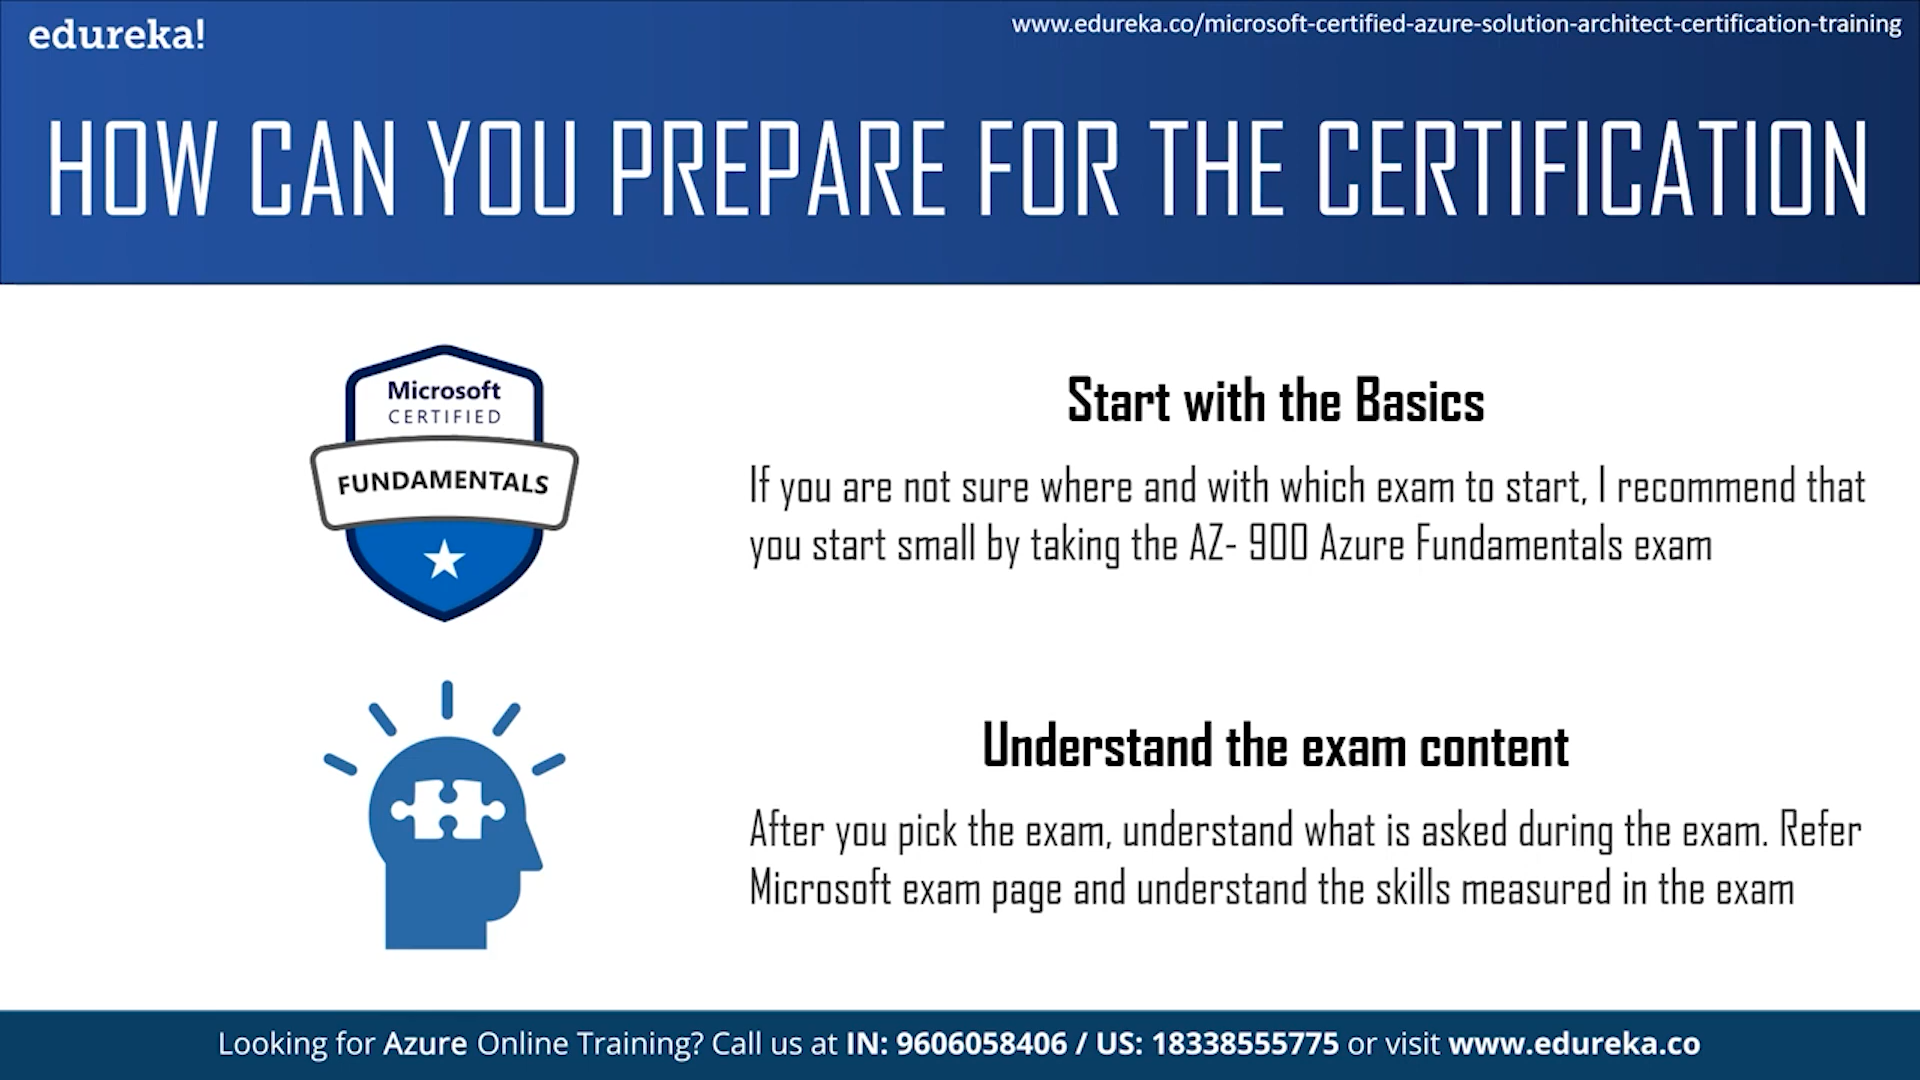 edureka!
www.edureka.co/microsoft-certified-azure-solution-architect-certification-training
HOW CAN YOU PREPARE FOR THE CERTIFICATION
Microsoft
CERTIFIED
FUNDAMENTALS
Start with the Basics
If you are not sure where and with which exam to start, I recommend that
you start small by taking the AZ- 900 Azure Fundamentals exam
Understand the exam content
After you pick the exam, understand what is asked during the exam. Refer
Microsoft exam page and understand the skills measured in the exam
Looking for Azure Online Training? Call us at IN: 9606058406 / US: 18338555775 or visit www.edureka.co